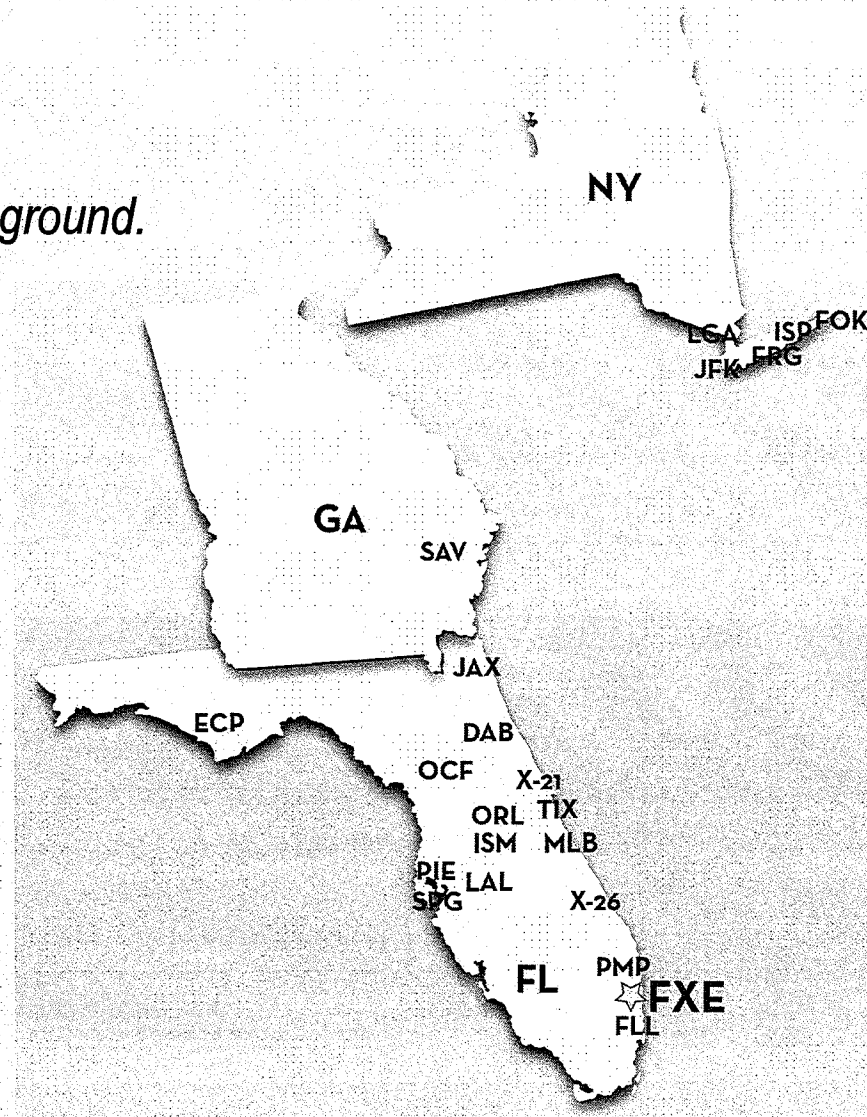 ground.
NY
LGA ISP FOK
JFK FRG
GA
SAV
JAX
ECP
DAB
OCF
X-21
ORL TIX
ISM MLB
PIE
LAL
SPG
X-26
PMP
FL
FXE
FLL